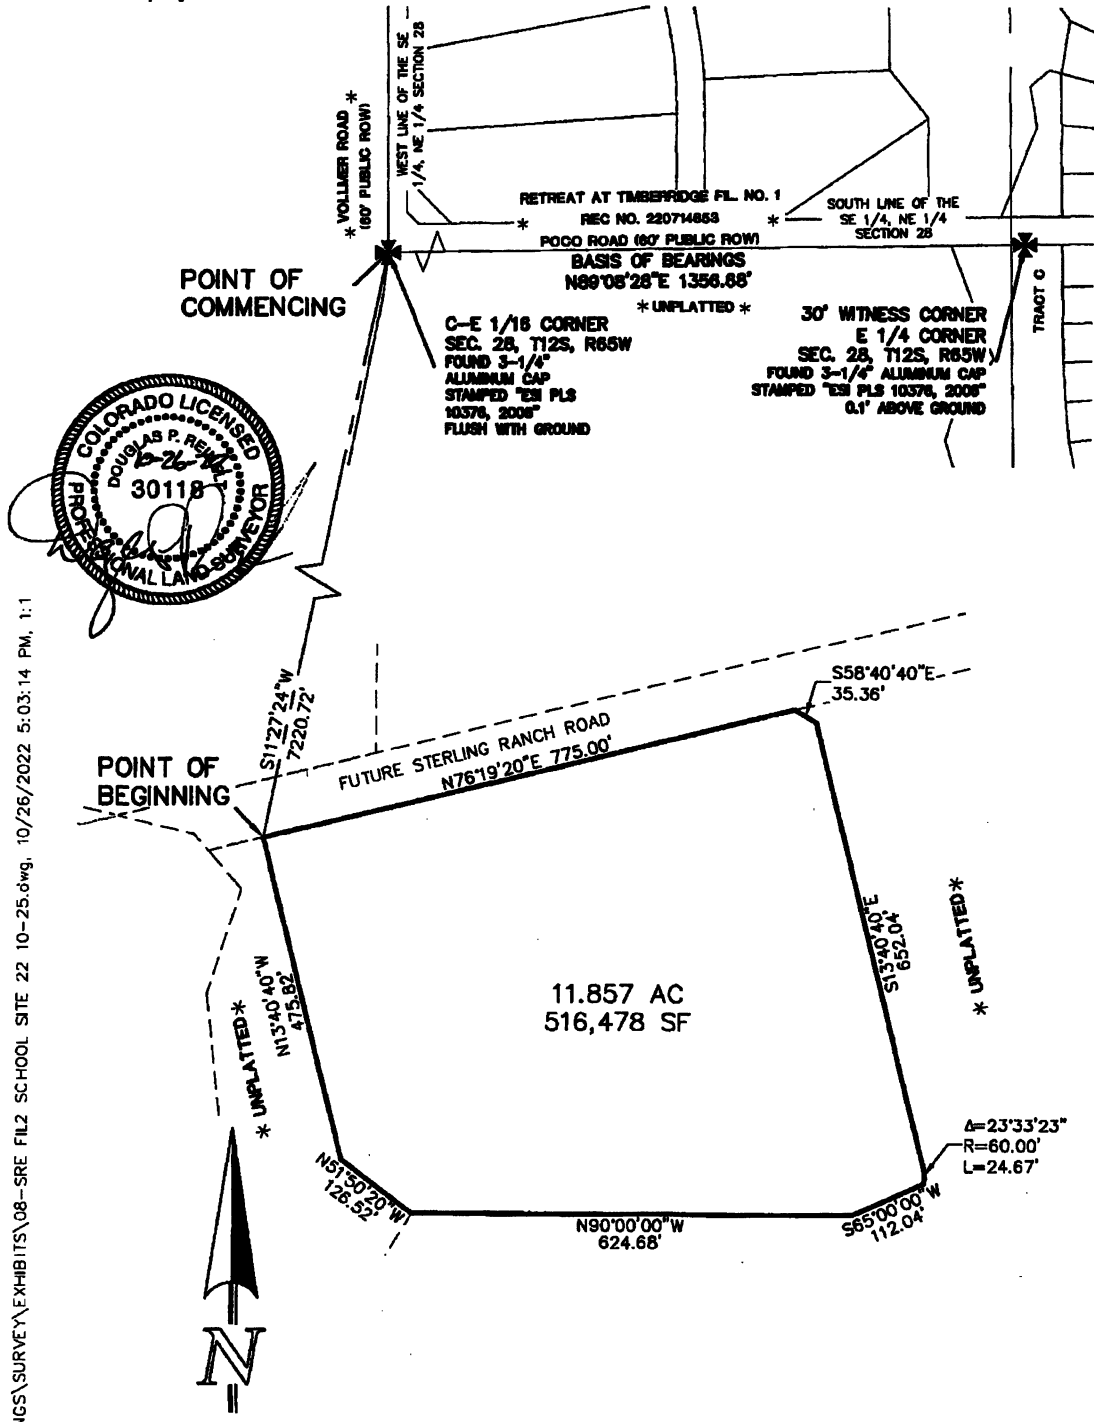 WEST LINE OF THE SE
1/4, NE 1/4 SECTION 28
* VOLLMER ROAD *
(60' PUBLIC ROW)
RETREAT AT TIMBERRIDGE FIL. NO. 1
* REC NO. 220714653 *
SOUTH LINE OF THE
SE 1/4, NE 1/4
SECTION 28
POCO ROAD (60' PUBLIC ROW)
BASIS OF BEARINGS
N89°08'28"E 1356.68'
* UNPLATTED *
POINT OF
COMMENCING
C-E 1/16 CORNER
SEC. 28, T12S, R65W
FOUND 3-1/4"
ALUMINUM CAP
STAMPED "ESI PLS
10376, 2006"
FLUSH WITH GROUND
30' WITNESS CORNER
E 1/4 CORNER
SEC. 28, T12S, R65W
FOUND 3-1/4" ALUMINUM CAP
STAMPED "ESI PLS 10376, 2006"
0.1' ABOVE GROUND
TRACT C
COLORADO LICENSED
DOUGLAS P.
30118
PROFESSIONAL LAND SURVEYOR
S11°27'24"W
7220.72'
S58°40'40"E
35.36'
FUTURE STERLING RANCH ROAD
N76°19'20"E 775.00'
POINT OF
BEGINNING
S13°40'40"E
652.04'
* UNPLATTED *
11.857 AC
516,478 SF
N13°40'40"W
475.82'
* UNPLATTED *
Δ=23°33'23"
R=60.00'
L=24.67'
N51°50'20"W
126.52'
N90°00'00"W
624.68'
S65°00'00"W
112.04'
N
NGS\SURVEY\EXHIBITS\08-SRE FIL2 SCHOOL SITE 22 10-25.dwg, 10/26/2022 5:03:14 PM, 1:1